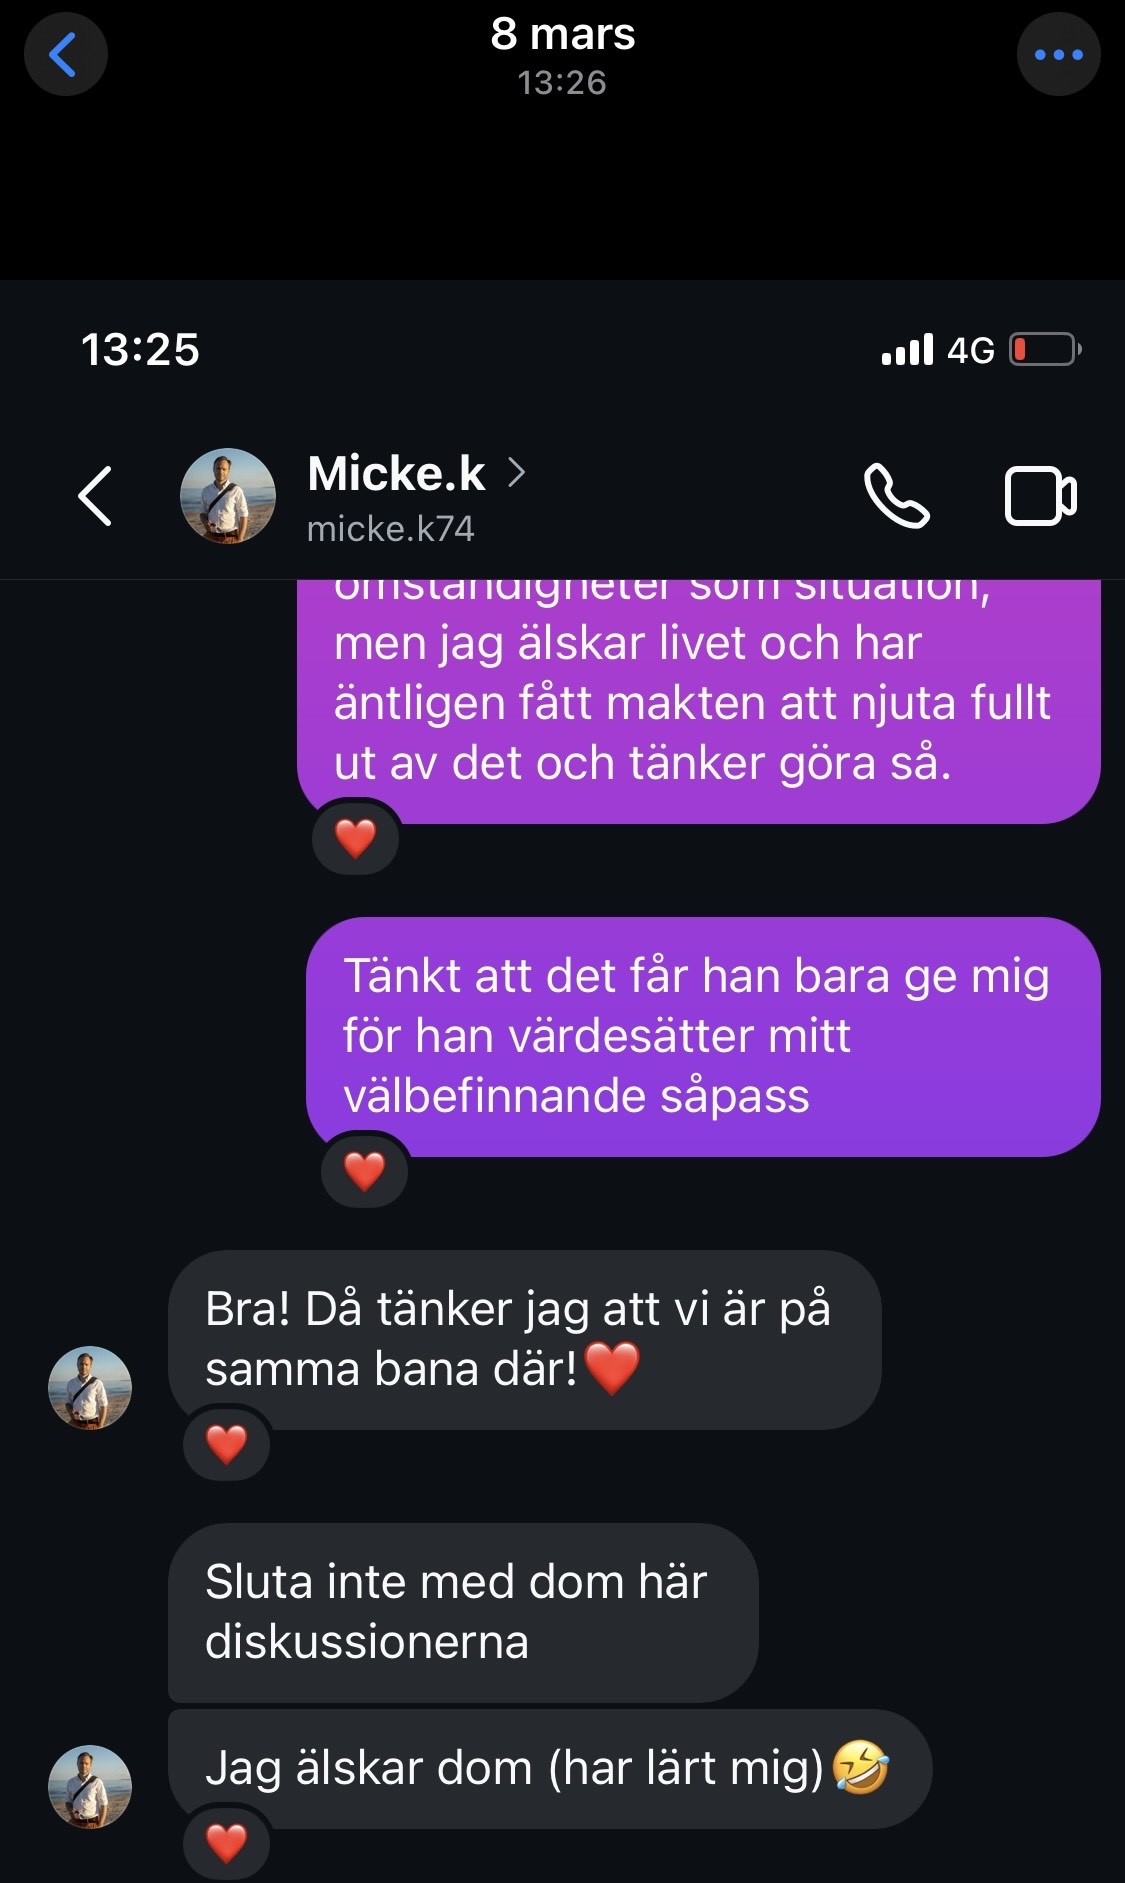 8 mars
13:26
13:25
4G
Micke.k
micke.k74
omständigheter som situation,
men jag älskar livet och har
äntligen fått makten att njuta fullt
ut av det och tänker göra så.
❤️
Tänkt att det får han bara ge mig
för han värdesätter mitt
välbefinnande såpass
❤️
Bra! Då tänker jag att vi är på
samma bana där!❤️
❤️
Sluta inte med dom här
diskussionerna
Jag älskar dom (har lärt mig)🤣
❤️